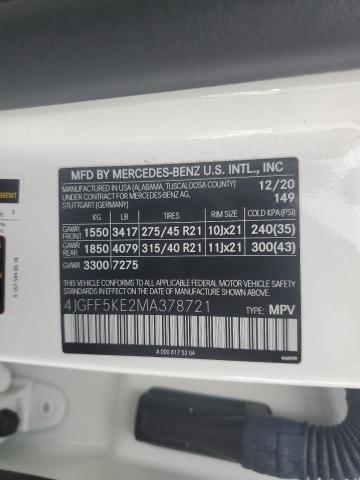 MFD BY MERCEDES-BENZ U.S. INTL., INC
MANUFACTURED IN USA (ALABAMA, TUSCALOOSA COUNTY)
UNDER CONTRACT FOR MERCEDES-BENZ AG,
STUTTGART (GERMANY)
12/20
149
KG LB TIRES RIM SIZE COLD KPA(PSI)
GAWR FRONT 1550 3417 275/45 R21 10Jx21 240(35)
GAWR REAR 1850 4079 315/40 R21 11Jx21 300(43)
GVWR 3300 7275
THIS VEHICLE CONFORMS TO ALL APPLICABLE FEDERAL MOTOR VEHICLE
SAFETY STANDARDS IN EFFECT ON THE DATE OF MANUFACTURE SHOWN ABOVE.
4JGFF5KE2MA378721 TYPE: MPV
A 000 817 52 04